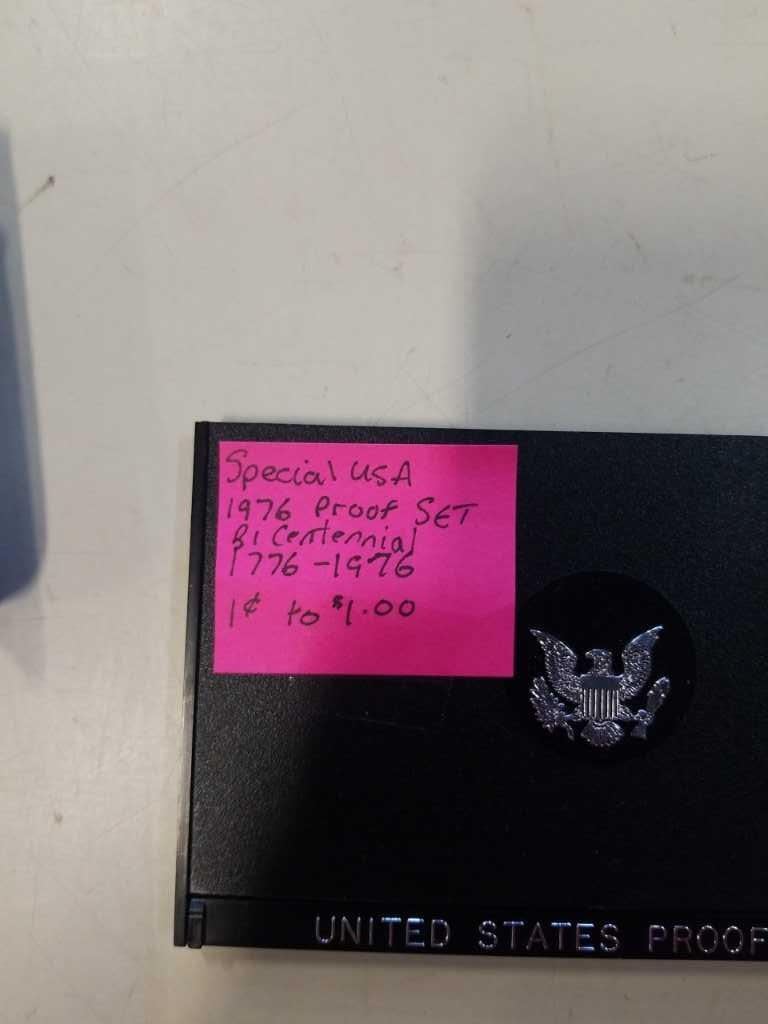 Special USA
1976 Proof SET
Bi Centennial
1776-1976
1¢ to $1.00
UNITED STATES PROOF